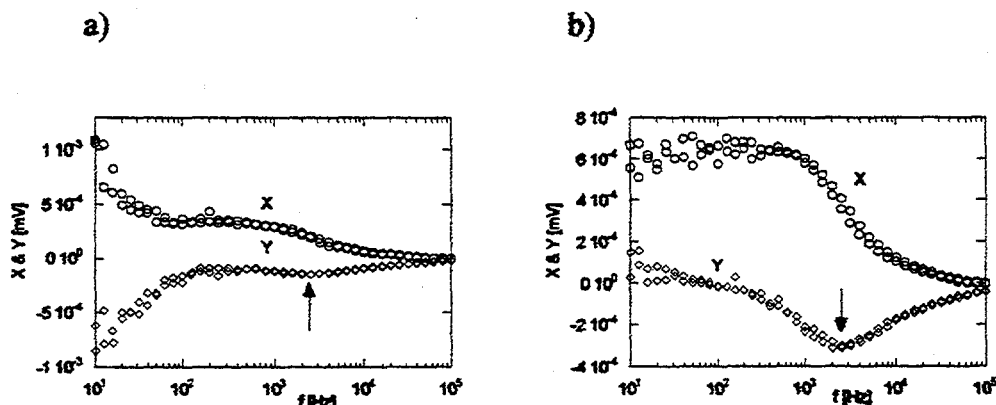 a)
X & Y [mV]
1 10⁻³
5 10⁻⁴
0 10⁰
-5 10⁻⁴
-1 10⁻³
X
Y
10¹ 10² 10³ 10⁴ 10⁵
f [Hz]
b)
X & Y [mV]
8 10⁻⁴
6 10⁻⁴
4 10⁻⁴
2 10⁻⁴
0 10⁰
-2 10⁻⁴
-4 10⁻⁴
X
Y
10¹ 10² 10³ 10⁴ 10⁵
f [Hz]